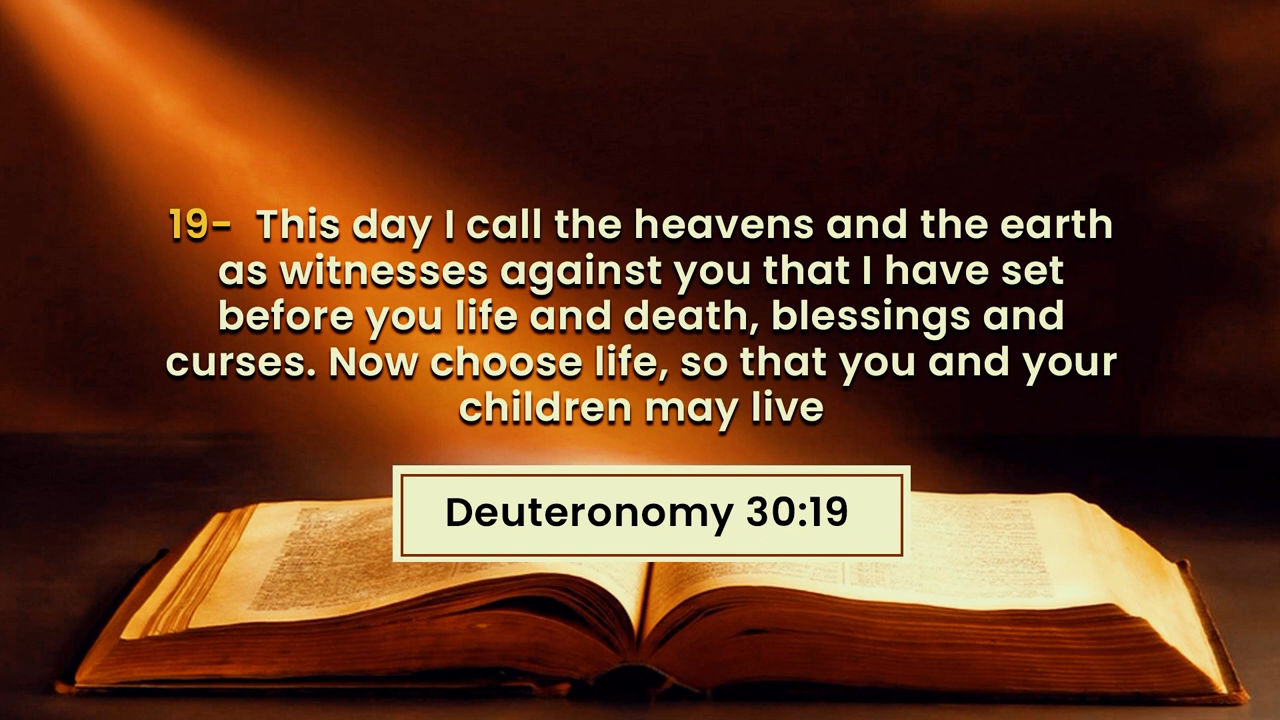 19- This day I call the heavens and the earth
as witnesses against you that I have set
before you life and death, blessings and
curses. Now choose life, so that you and your
children may live
Deuteronomy 30:19